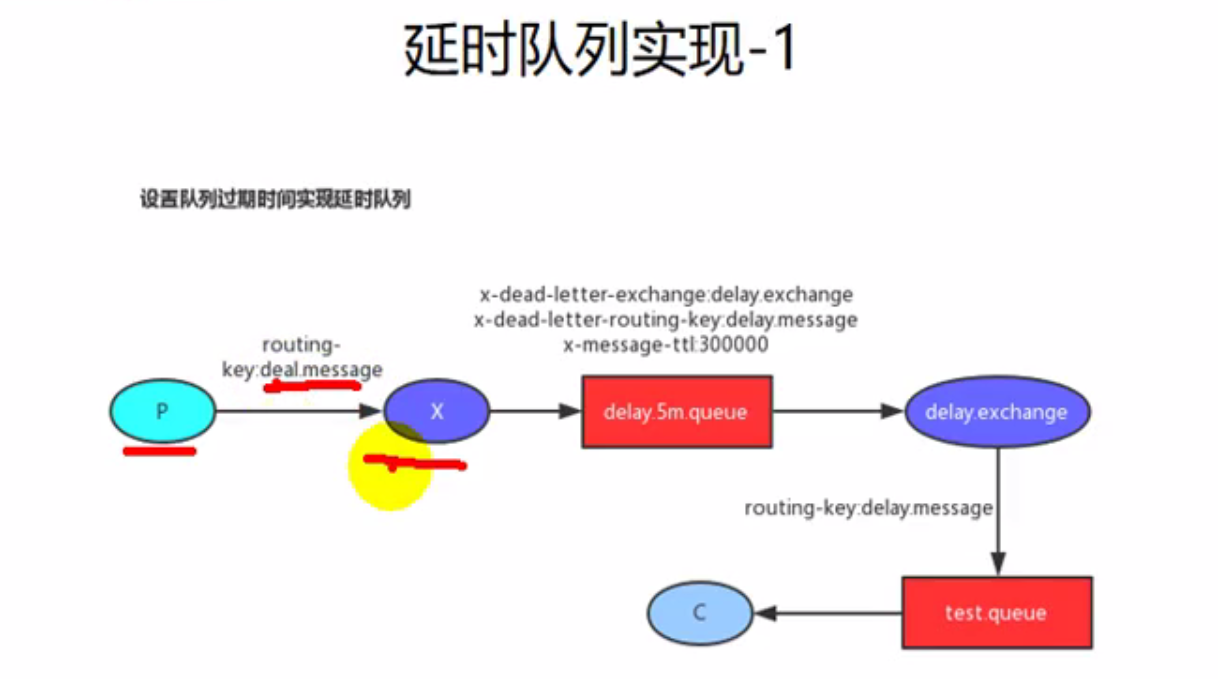 延时队列实现-1
设置队列过期时间实现延时队列
x-dead-letter-exchange:delay.exchange
x-dead-letter-routing-key:delay.message
x-message-ttl:300000
routing-
key:deal.message
P
X
delay.5m.queue
delay.exchange
routing-key:delay.message
C
test.queue